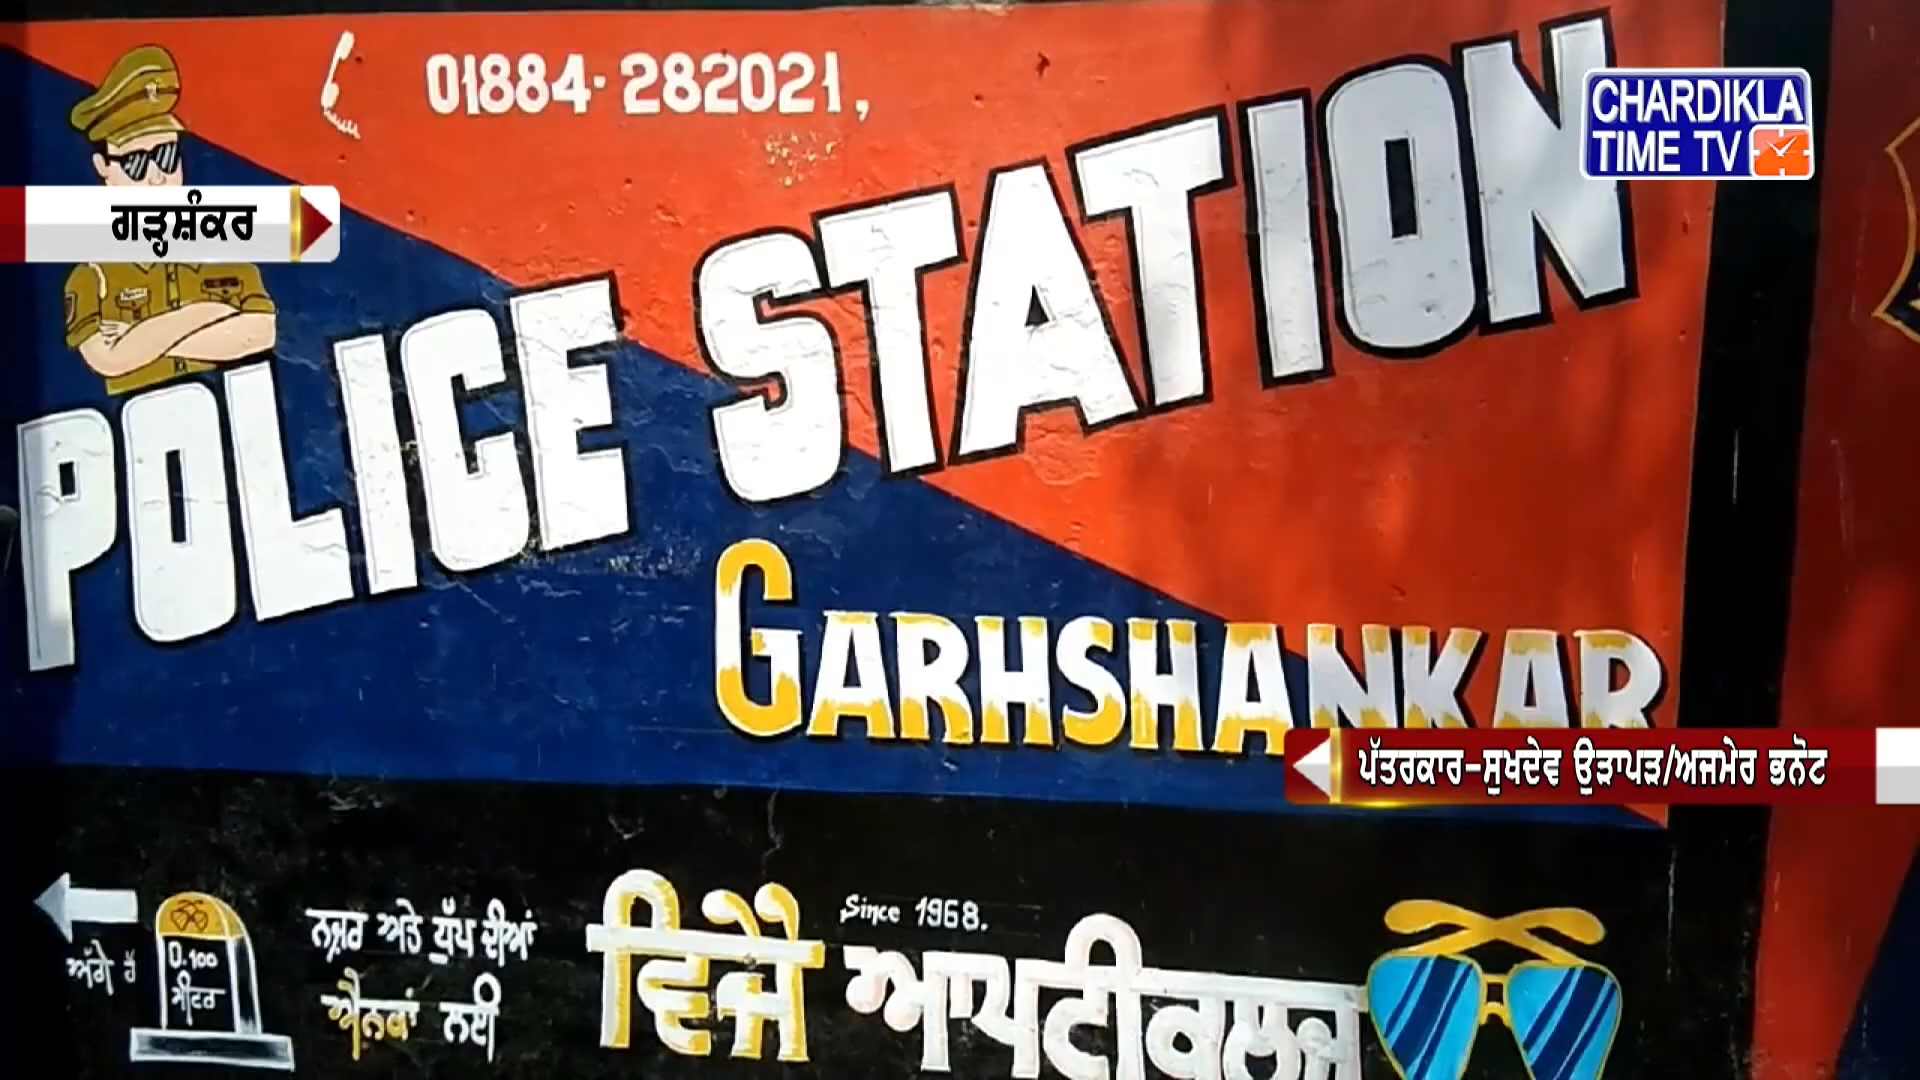 01884-282021,
CHARDIKLA
TIME TV
ਗੜ੍ਹਸ਼ੰਕਰ
POLICE STATION
GARHSHANKAR
ਪੱਤਰਕਾਰ-ਸੁਖਦੇਵ ਉੜਾਪੜ/ਅਜਮੇਰ ਭਨੋਟ
ਅੱਗੇ ਹੈ
0.100
ਮੀਟਰ
ਨਜ਼ਰ ਅਤੇ ਧੁੱਪ ਦੀਆਂ
ਐਨਕਾਂ ਲਈ
Since 1968.
ਵਿਜੈ ਆਪਟੀਕਲਜ਼